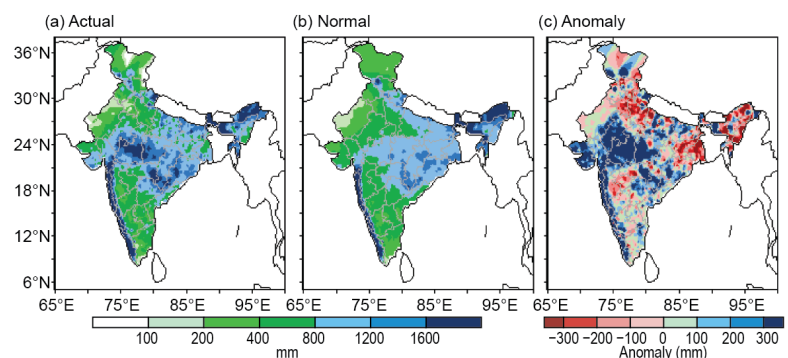 (a) Actual (b) Normal (c) Anomaly
36°N
30°N
24°N
18°N
12°N
6°N
65°E 75°E 85°E 95°E 65°E 75°E 85°E 95°E 65°E 75°E 85°E 95°E
100 200 400 800 1200 1600
mm
−300 −200 −100 0 100 200 300
Anomaly (mm)